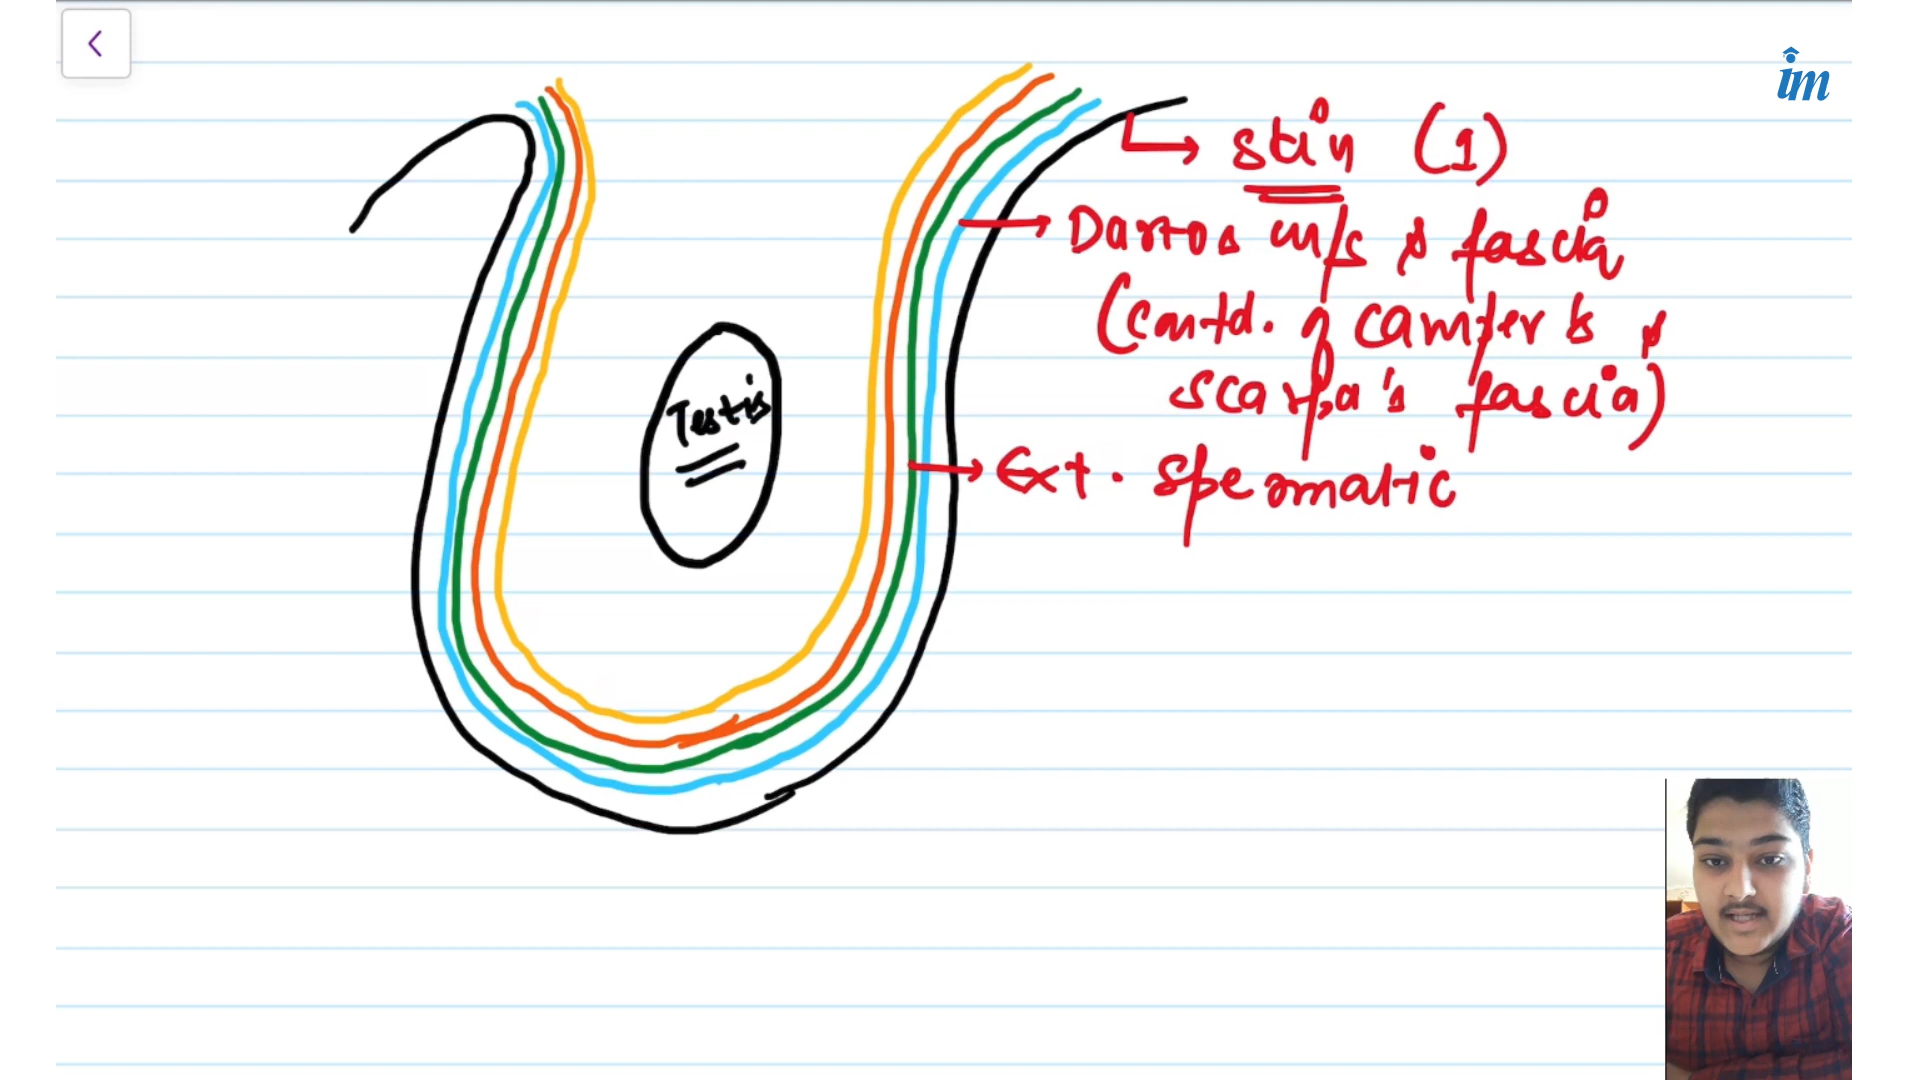 im
skin (1)
Dartos m/s & fascia
(contd. of camper's &
scarpa's fascia)
Testis
Ext. spermatic